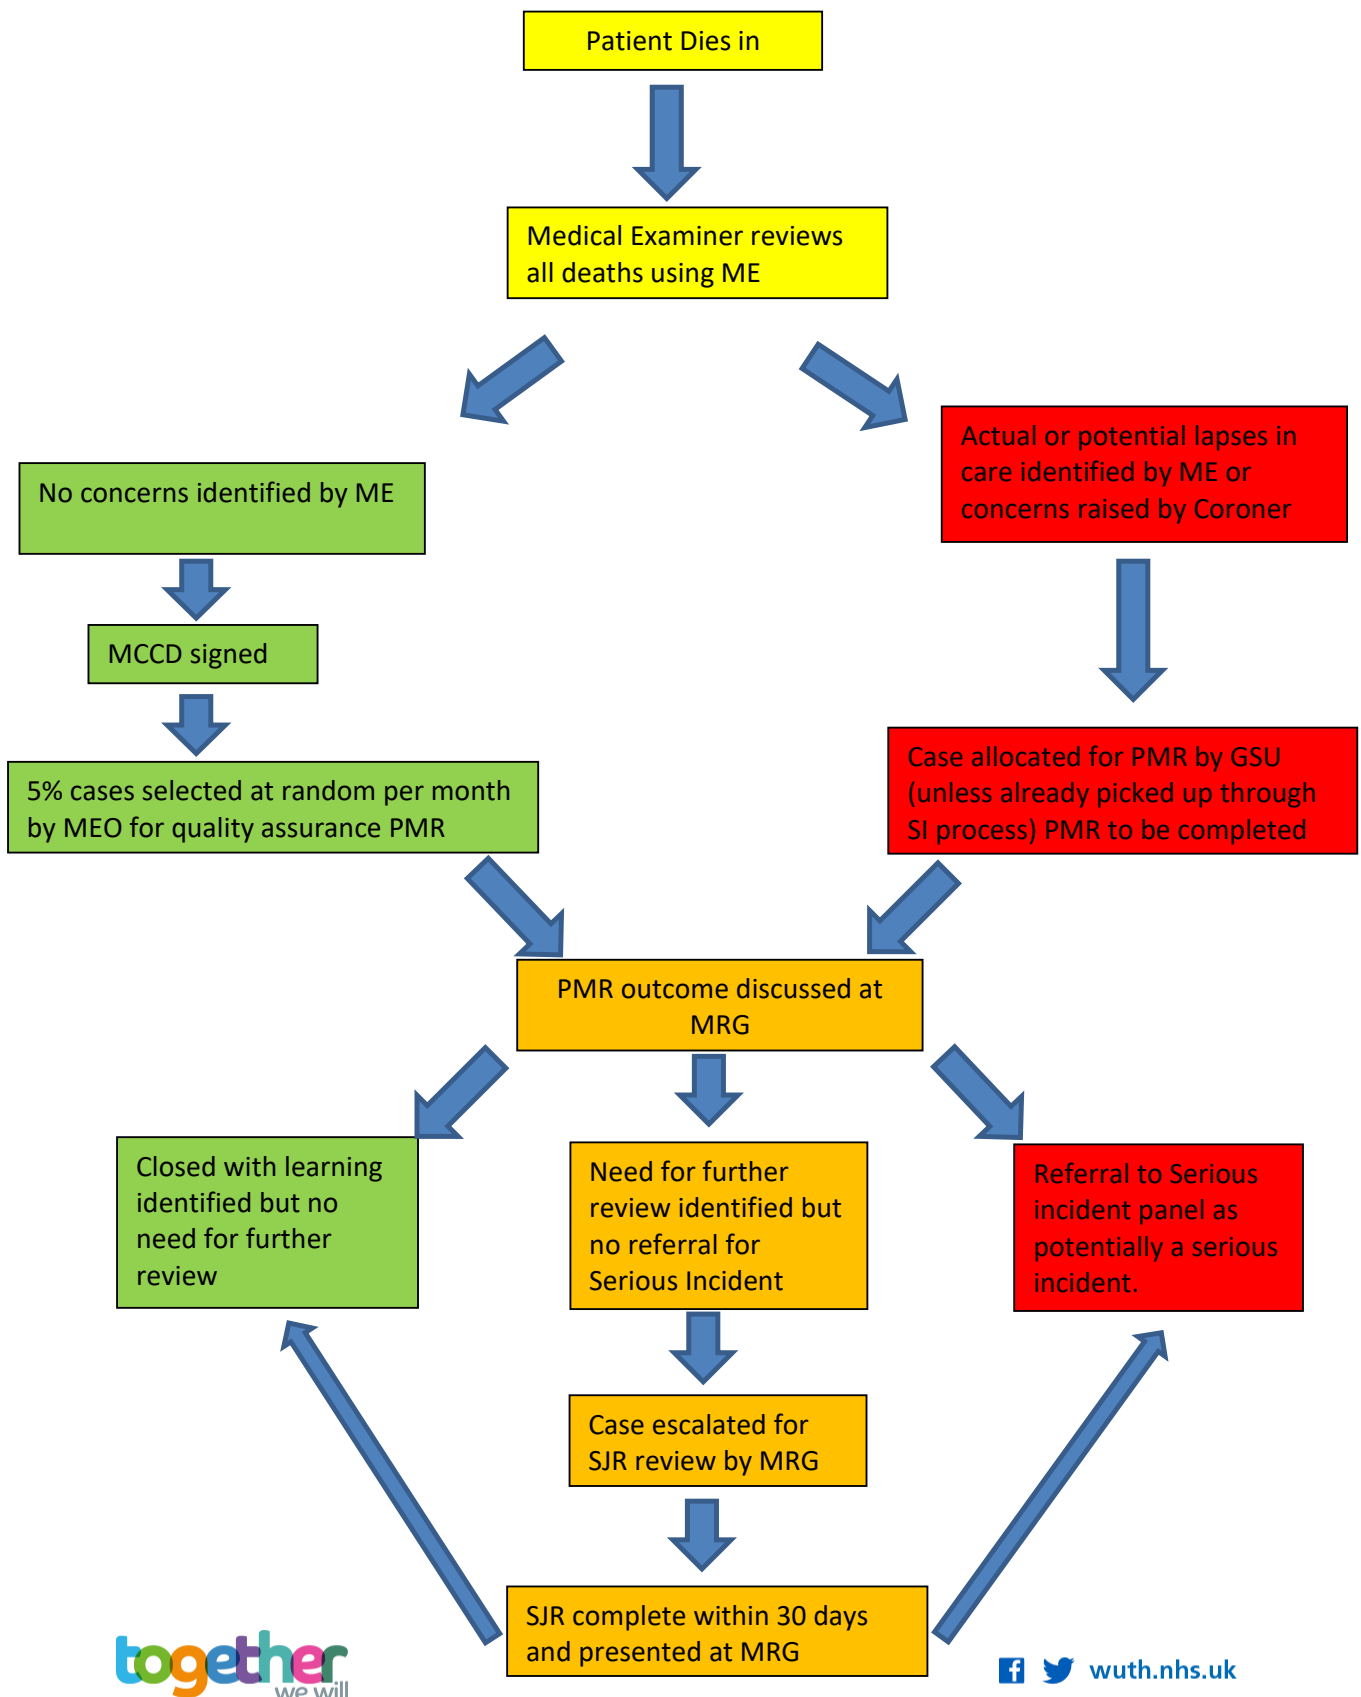 Patient Dies in
Medical Examiner reviews
all deaths using ME
No concerns identified by ME
Actual or potential lapses in
care identified by ME or
concerns raised by Coroner
MCCD signed
5% cases selected at random per month
by MEO for quality assurance PMR
Case allocated for PMR by GSU
(unless already picked up through
SI process) PMR to be completed
PMR outcome discussed at
MRG
Closed with learning
identified but no
need for further
review
Need for further
review identified but
no referral for
Serious Incident
Referral to Serious
incident panel as
potentially a serious
incident.
Case escalated for
SJR review by MRG
SJR complete within 30 days
and presented at MRG
together
we will
wuth.nhs.uk